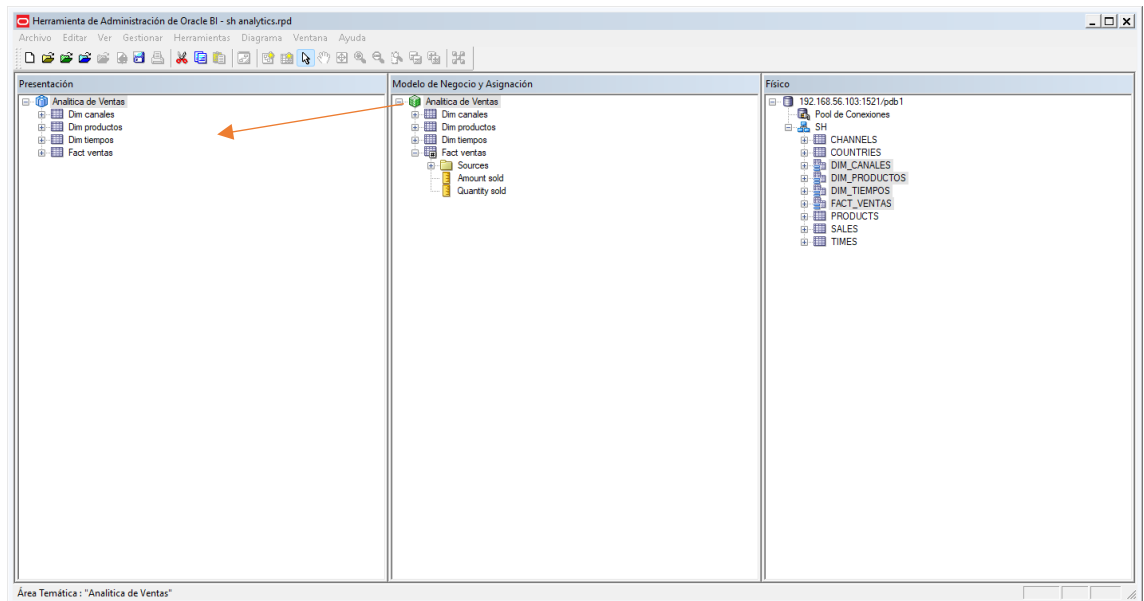 Herramienta de Administración de Oracle BI - sh analytics.rpd
Archivo Editar Ver Gestionar Herramientas Diagrama Ventana Ayuda
Presentación
Analitica de Ventas
Dim canales
Dim productos
Dim tiempos
Fact ventas
Modelo de Negocio y Asignación
Analitica de Ventas
Dim canales
Dim productos
Dim tiempos
Fact ventas
Sources
Amount sold
Quantity sold
Físico
192.168.56.103:1521/pdb1
Pool de Conexiones
SH
CHANNELS
COUNTRIES
DIM_CANALES
DIM_PRODUCTOS
DIM_TIEMPOS
FACT_VENTAS
PRODUCTS
SALES
TIMES
Área Temática : "Analitica de Ventas"